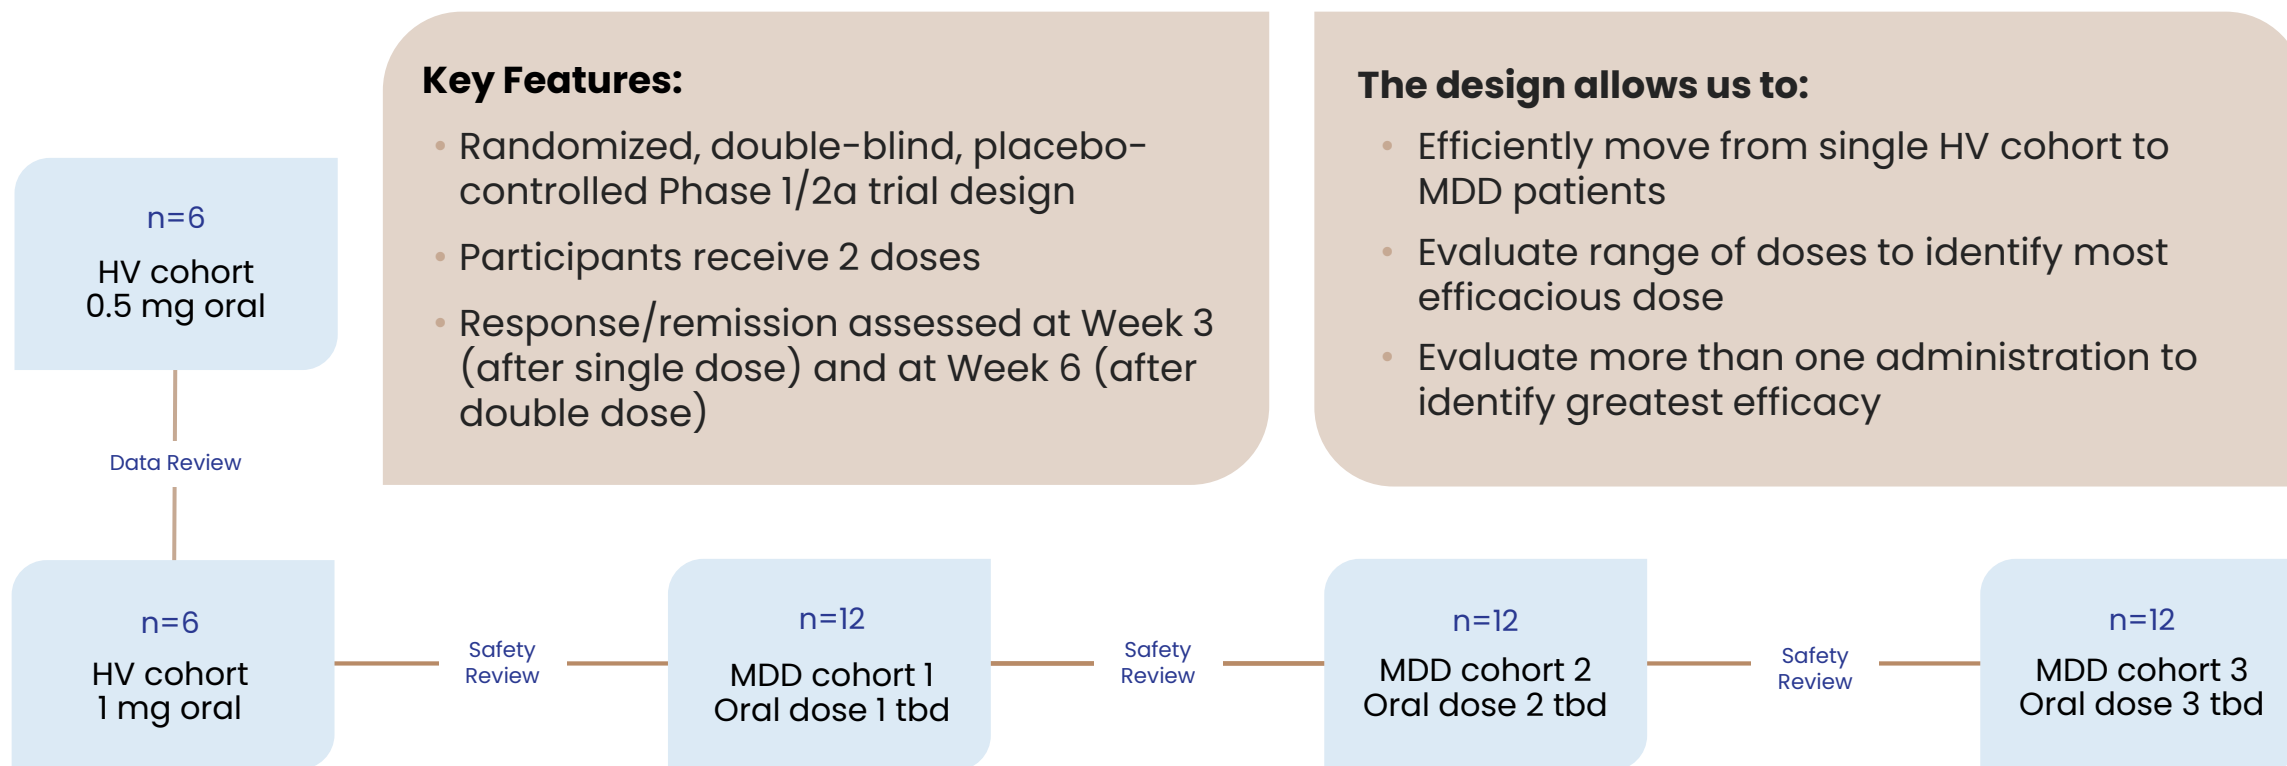 Key Features:
• Randomized, double-blind, placebo-
controlled Phase 1/2a trial design
• Participants receive 2 doses
• Response/remission assessed at Week 3
(after single dose) and at Week 6 (after
double dose)
The design allows us to:
• Efficiently move from single HV cohort to
MDD patients
• Evaluate range of doses to identify most
efficacious dose
• Evaluate more than one administration to
identify greatest efficacy
n=6
HV cohort
0.5 mg oral
Data Review
n=6
HV cohort
1 mg oral
Safety
Review
n=12
MDD cohort 1
Oral dose 1 tbd
Safety
Review
n=12
MDD cohort 2
Oral dose 2 tbd
Safety
Review
n=12
MDD cohort 3
Oral dose 3 tbd